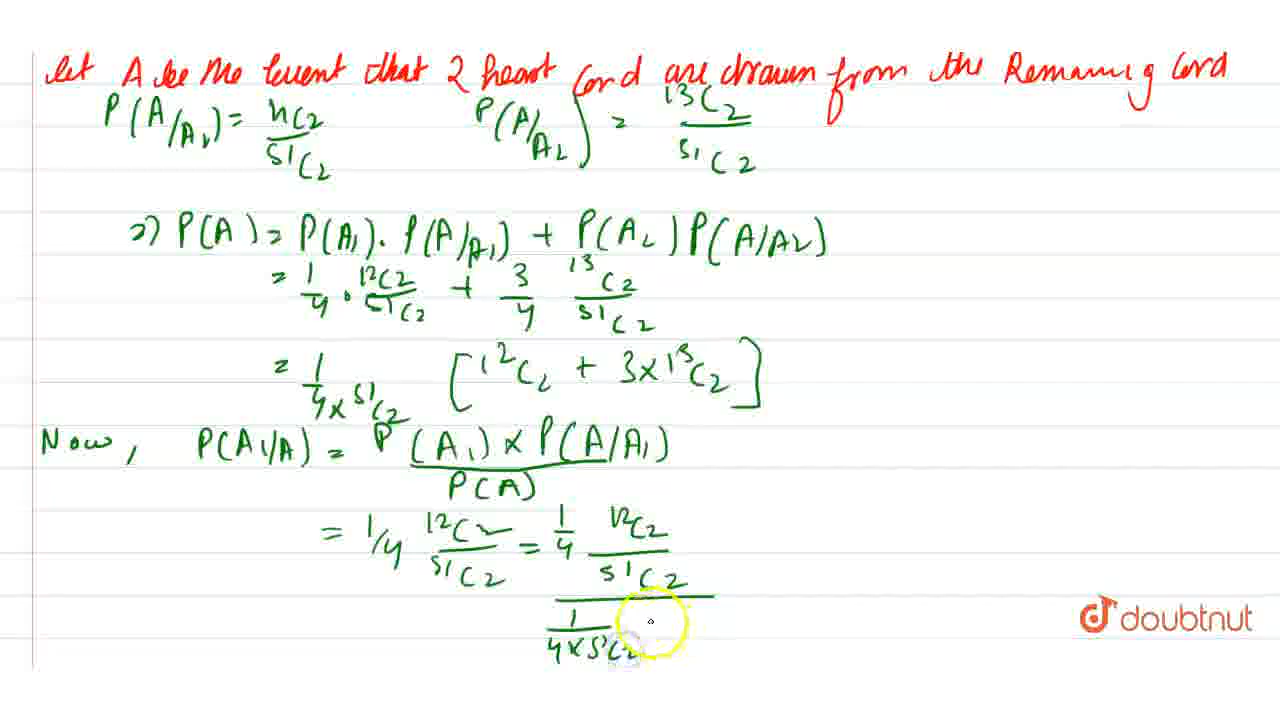 let A be the event that 2 heart Card are drawn from the Remaining Card
P(A/A₁) = 12C₂/51C₂    P(A/A₂) = 13C₂/51C₂
⇒) P(A) = P(A₁). P(A/A₁) + P(A₂) P(A/A₂)
= 1/4 . 12C₂/51C₂ + 3/4 13C₂/51C₂
= 1/(4×51C₂) [12C₂ + 3×13C₂]
Now, P(A₁/A) = P(A₁) × P(A/A₁) / P(A)
= 1/4 12C₂/51C₂ = 1/4 12C₂/51C₂ / 1/(4×51C₂)
doubtnut